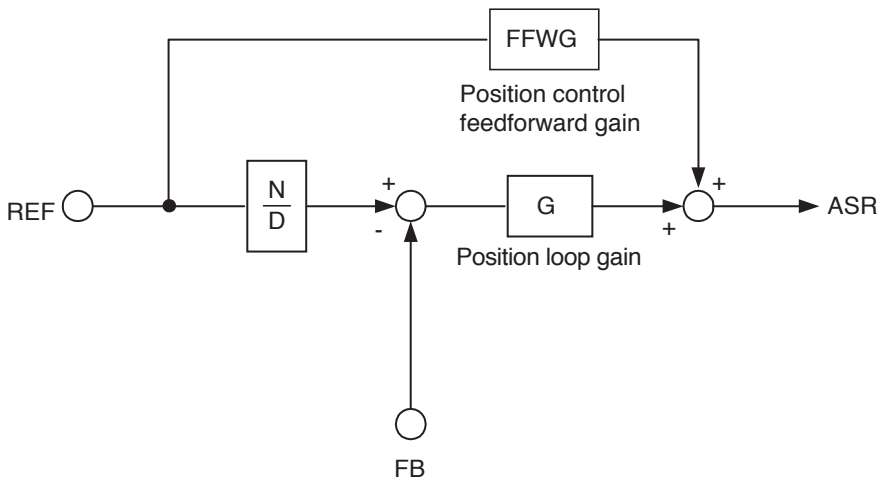 FFWG
Position control
feedforward gain
REF
N
D
+
-
G
Position loop gain
+
+
ASR
FB